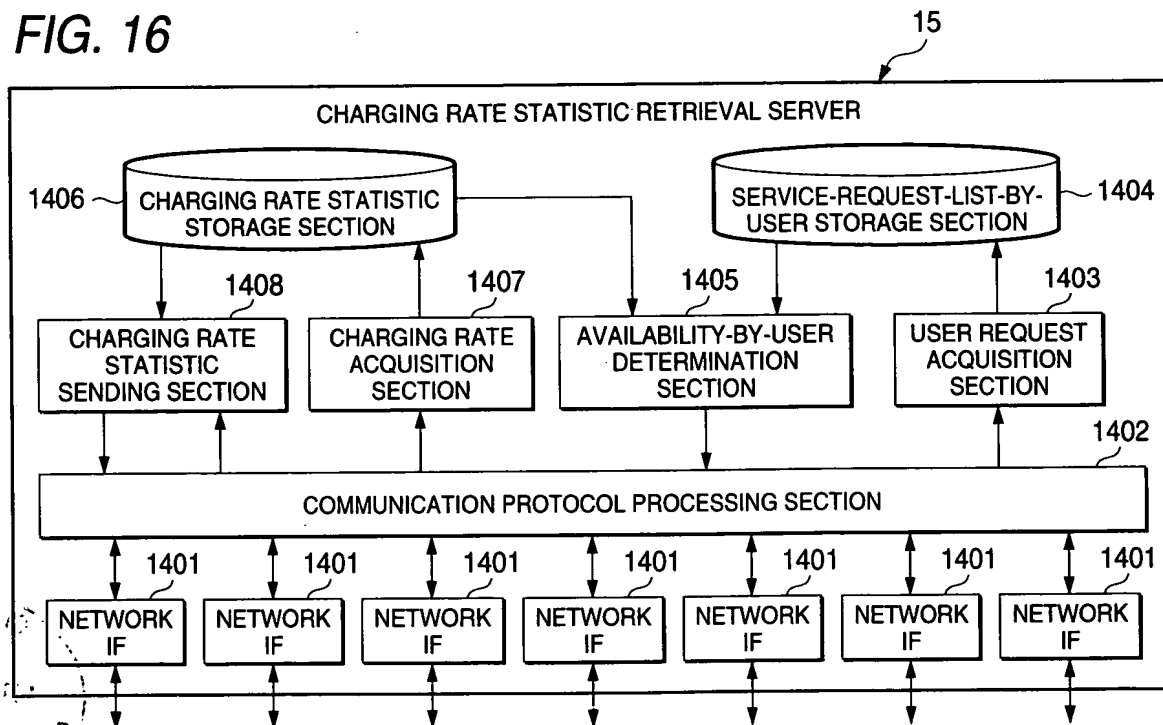 FIG. 16
15
CHARGING RATE STATISTIC RETRIEVAL SERVER
1406
CHARGING RATE STATISTIC
STORAGE SECTION
SERVICE-REQUEST-LIST-BY-
USER STORAGE SECTION
1404
1408
CHARGING RATE
STATISTIC
SENDING SECTION
1407
CHARGING RATE
ACQUISITION
SECTION
1405
AVAILABILITY-BY-USER
DETERMINATION
SECTION
1403
USER REQUEST
ACQUISITION
SECTION
1402
COMMUNICATION PROTOCOL PROCESSING SECTION
1401
NETWORK
IF
1401
NETWORK
IF
1401
NETWORK
IF
1401
NETWORK
IF
1401
NETWORK
IF
1401
NETWORK
IF
1401
NETWORK
IF